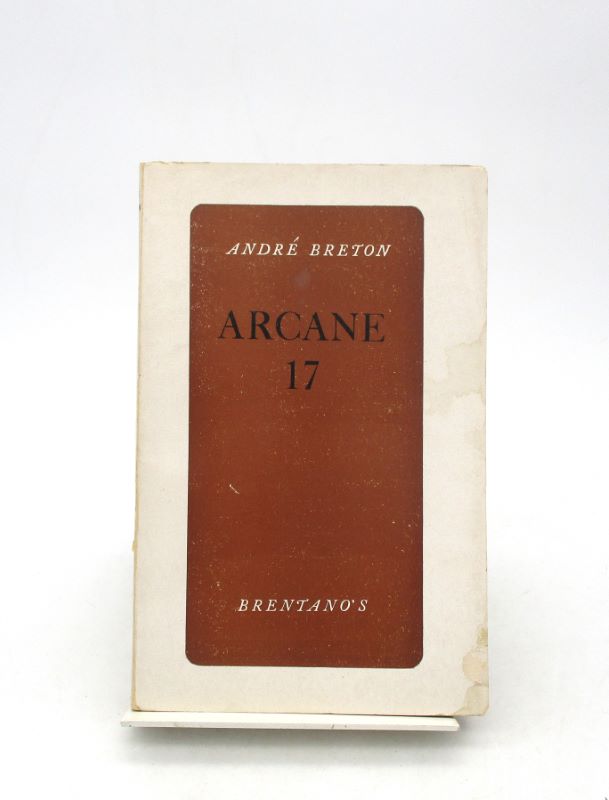 ANDRÉ BRETON
ARCANE
17
BRENTANO'S